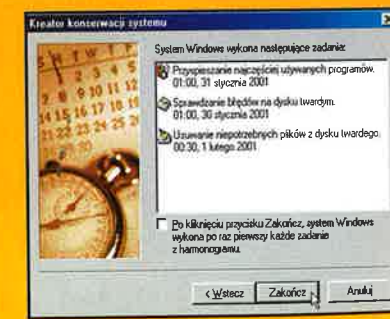 Kreator konserwacji systemu
System Windows wykona następujące zadania:
Przyspieszanie najczęściej używanych programów.
01:00, 31 stycznia 2001
Sprawdzanie błędów na dysku twardym.
01:00, 30 stycznia 2001
Usuwanie niepotrzebnych plików z dysku twardego.
00:30, 1 lutego 2001
Po kliknięciu przycisku Zakończ, system Windows
wykona po raz pierwszy każde zadanie
z harmonogramu.
< Wstecz
Zakończ
Anuluj